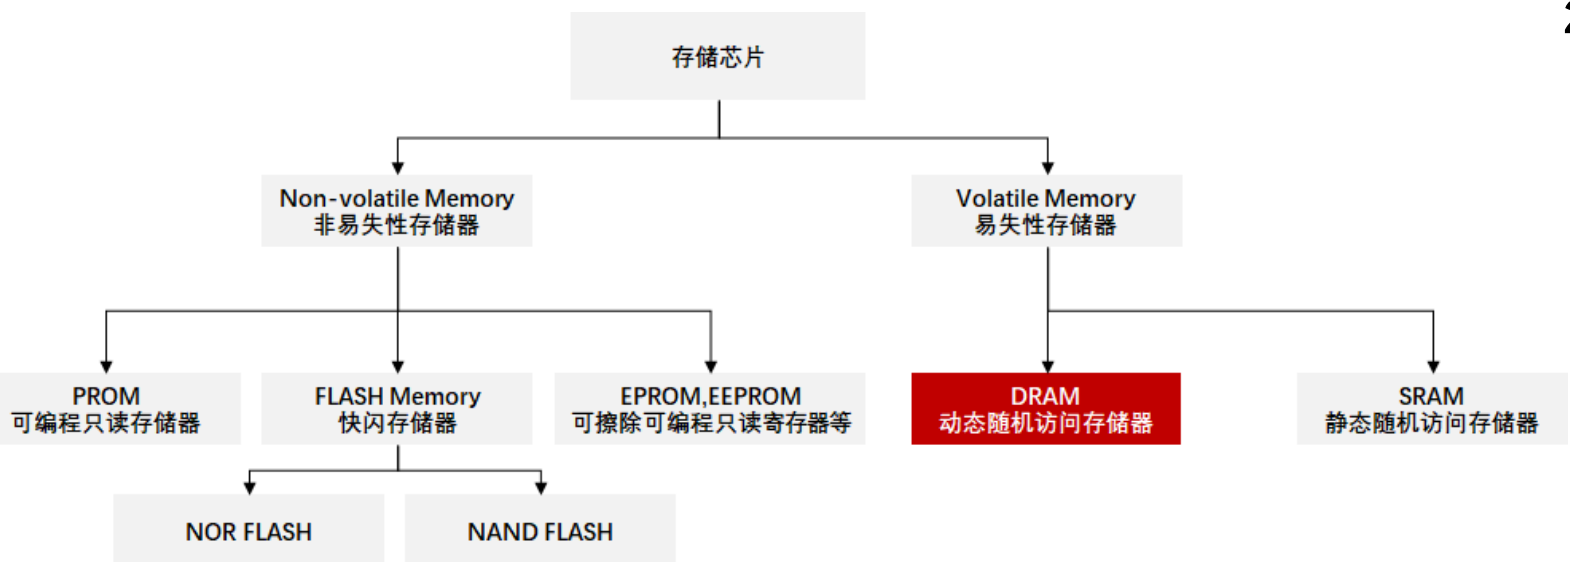 存储芯片
Non-volatile Memory
非易失性存储器
Volatile Memory
易失性存储器
PROM
可编程只读存储器
FLASH Memory
快闪存储器
EPROM,EEPROM
可擦除可编程只读寄存器等
DRAM
动态随机访问存储器
SRAM
静态随机访问存储器
NOR FLASH
NAND FLASH